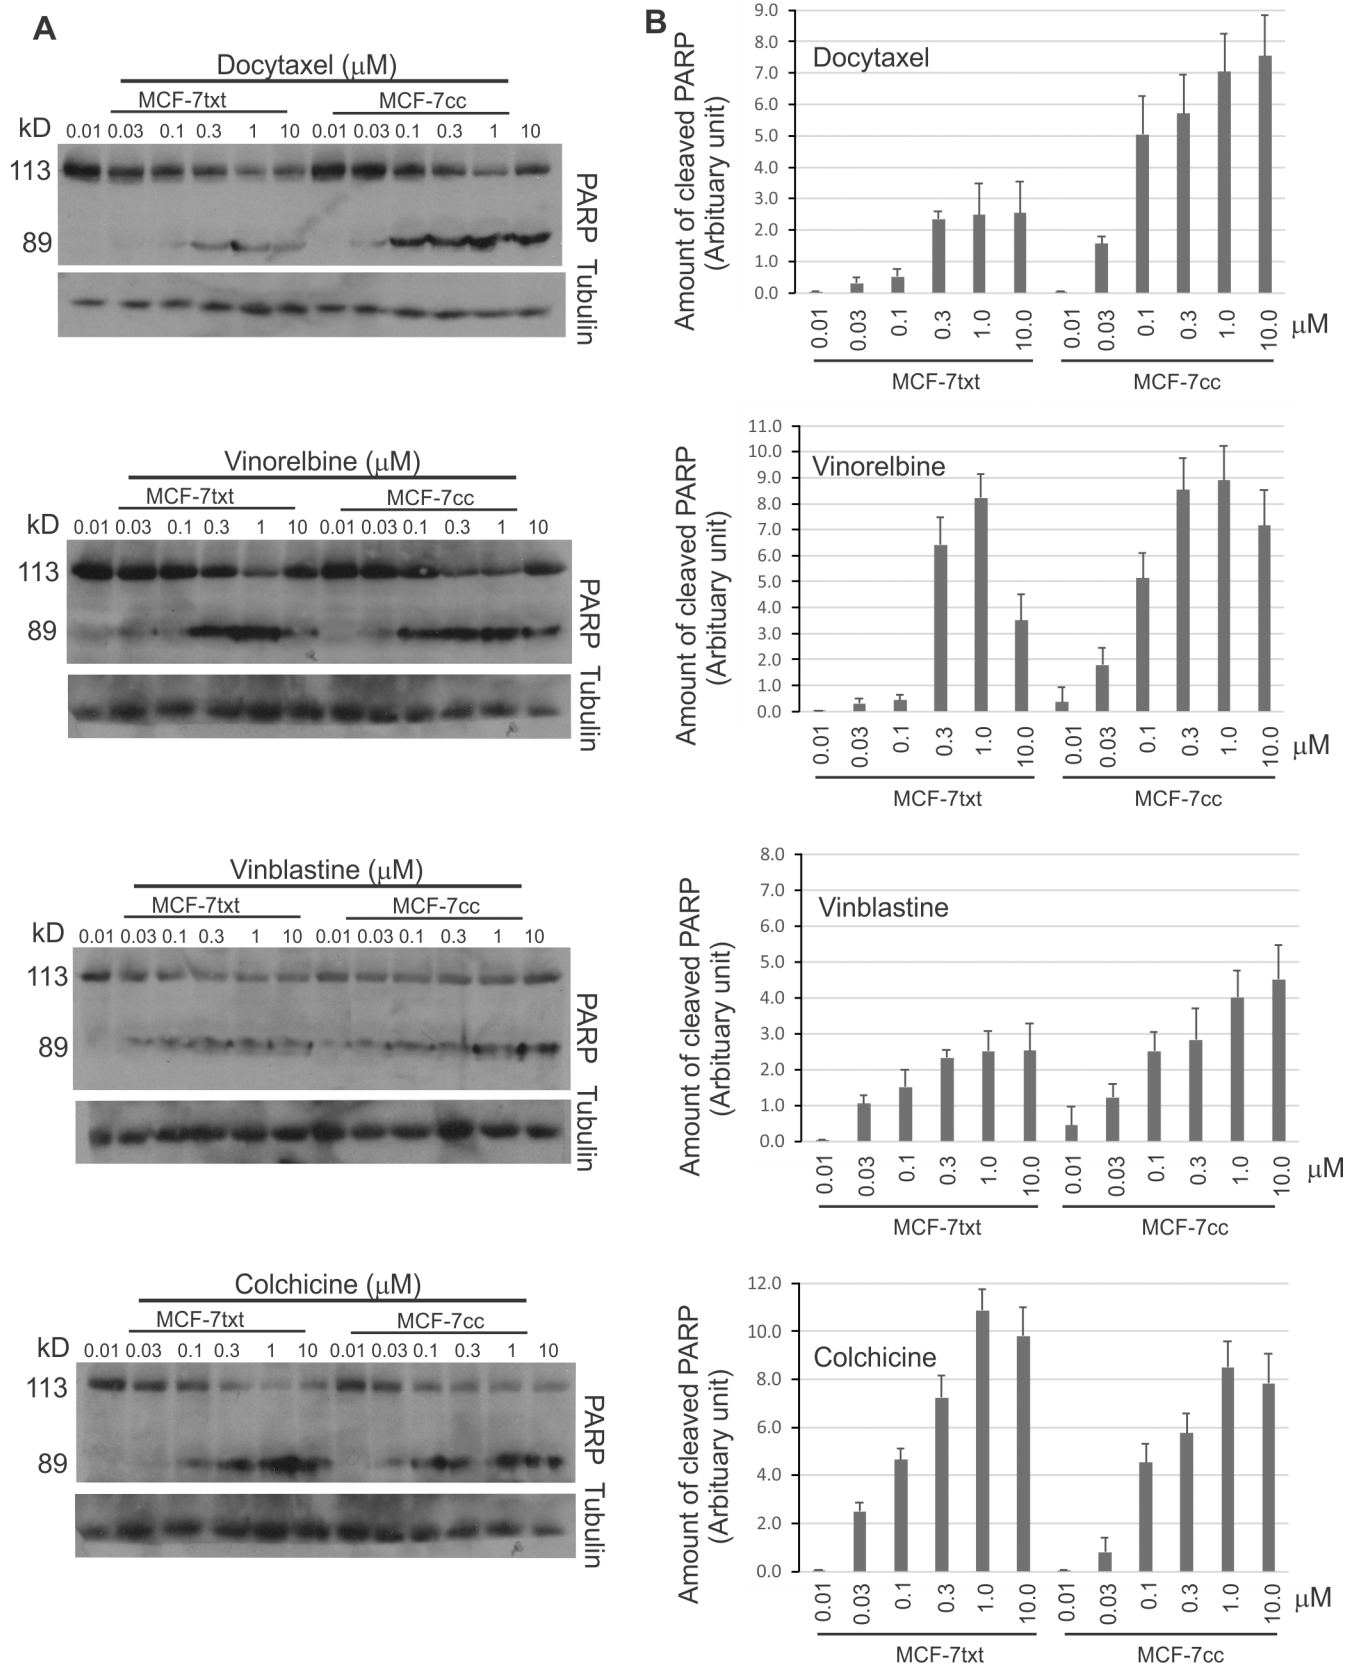 A
Docytaxel (μM)
MCF-7txt MCF-7cc
kD 0.01 0.03 0.1 0.3 1 10 0.01 0.03 0.1 0.3 1 10
113
89
PARP
Tubulin
Vinorelbine (μM)
MCF-7txt MCF-7cc
kD 0.01 0.03 0.1 0.3 1 10 0.01 0.03 0.1 0.3 1 10
113
89
PARP
Tubulin
Vinblastine (μM)
MCF-7txt MCF-7cc
kD 0.01 0.03 0.1 0.3 1 10 0.01 0.03 0.1 0.3 1 10
113
89
PARP
Tubulin
Colchicine (μM)
MCF-7txt MCF-7cc
kD 0.01 0.03 0.1 0.3 1 10 0.01 0.03 0.1 0.3 1 10
113
89
PARP
Tubulin
B
Amount of cleaved PARP
(Arbituary unit)
9.0
8.0
7.0
6.0
5.0
4.0
3.0
2.0
1.0
0.0
Docytaxel
0.01 0.03 0.1 0.3 1.0 10.0 0.01 0.03 0.1 0.3 1.0 10.0 μM
MCF-7txt MCF-7cc
Amount of cleaved PARP
(Arbituary unit)
11.0
10.0
9.0
8.0
7.0
6.0
5.0
4.0
3.0
2.0
1.0
0.0
Vinorelbine
0.01 0.03 0.1 0.3 1.0 10.0 0.01 0.03 0.1 0.3 1.0 10.0 μM
MCF-7txt MCF-7cc
Amount of cleaved PARP
(Arbituary unit)
8.0
7.0
6.0
5.0
4.0
3.0
2.0
1.0
0.0
Vinblastine
0.01 0.03 0.1 0.3 1.0 10.0 0.01 0.03 0.1 0.3 1.0 10.0 μM
MCF-7txt MCF-7cc
Amount of cleaved PARP
(Arbituary unit)
12.0
10.0
8.0
6.0
4.0
2.0
0.0
Colchicine
0.01 0.03 0.1 0.3 1.0 10.0 0.01 0.03 0.1 0.3 1.0 10.0 μM
MCF-7txt MCF-7cc